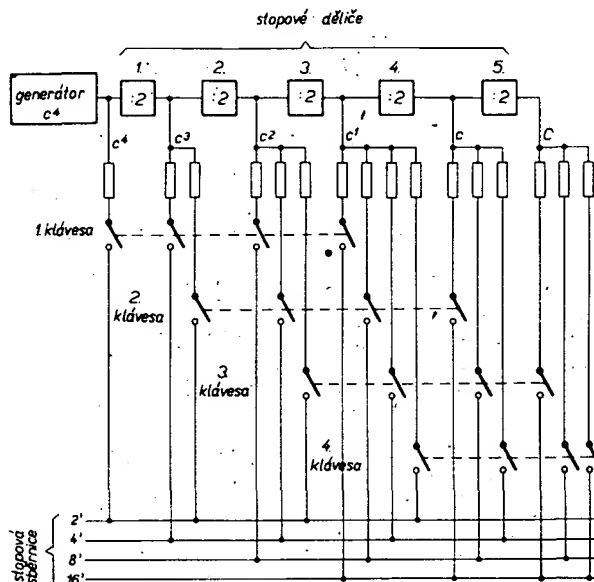 stopové děliče
1. 2. 3. 4. 5.
generátor
c⁴
:2 :2 :2 :2 :2
c⁴ c³ c² c¹ c C
1. klávesa
2.
klávesa
3.
klávesa
4.
klávesa
stopová
sběrnice
2'
4'
8'
16'